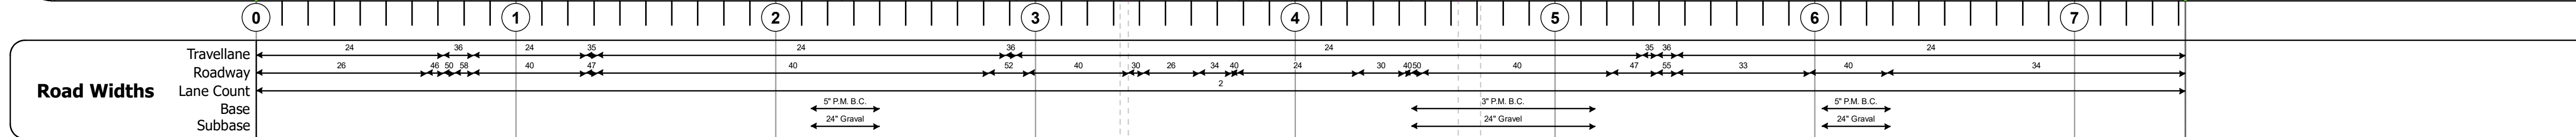 0 1 2 3 4 5 6 7
Road Widths
Travellane 24 36 24 35 24 36 24 35 36 24
Roadway 26 46 50 58 40 47 40 52 40 30 26 34 40 24 30 40 50 40 47 55 33 40 34
Lane Count 2
Base 5" P.M. B.C. 3" P.M. B.C. 5" P.M. B.C.
Subbase 24" Graval 24" Gravel 24" Graval